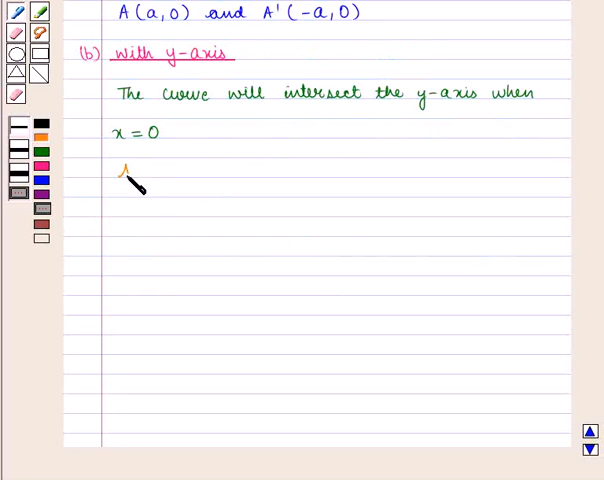 A(a,0) and A'(-a,0)
(b) with y-axis
The curve will intersect the y-axis when
x = 0